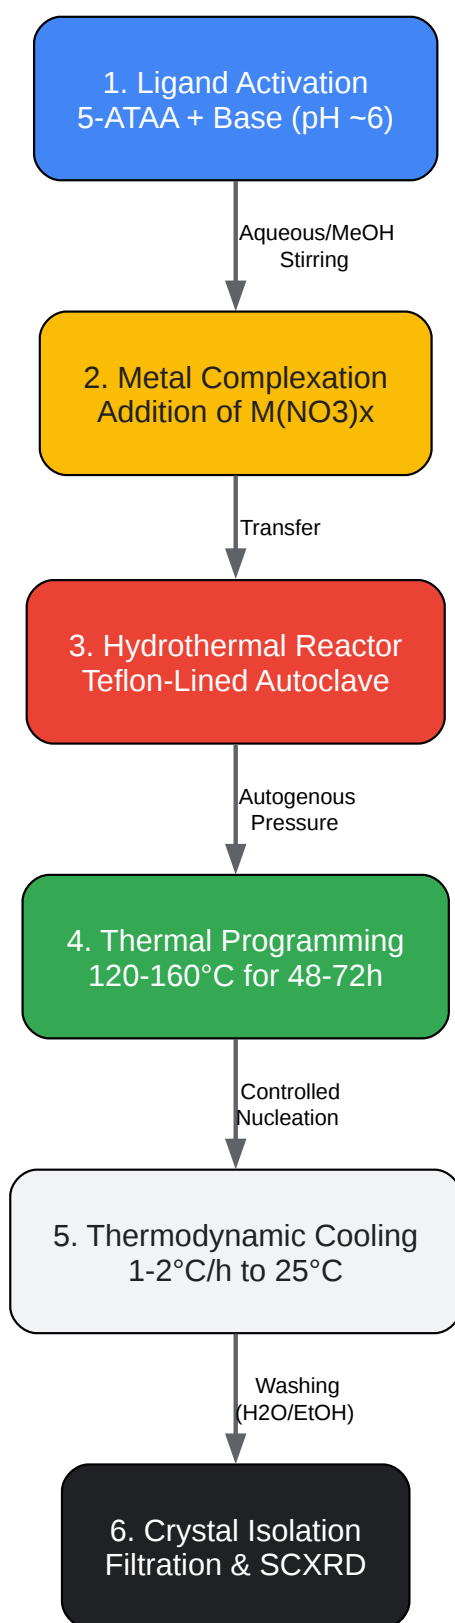 1. Ligand Activation
5-ATAA + Base (pH ~6)
Aqueous/MeOH
Stirring
2. Metal Complexation
Addition of M(NO3)x
Transfer
3. Hydrothermal Reactor
Teflon-Lined Autoclave
Autogenous
Pressure
4. Thermal Programming
120-160°C for 48-72h
Controlled
Nucleation
5. Thermodynamic Cooling
1-2°C/h to 25°C
Washing
(H2O/EtOH)
6. Crystal Isolation
Filtration & SCXRD